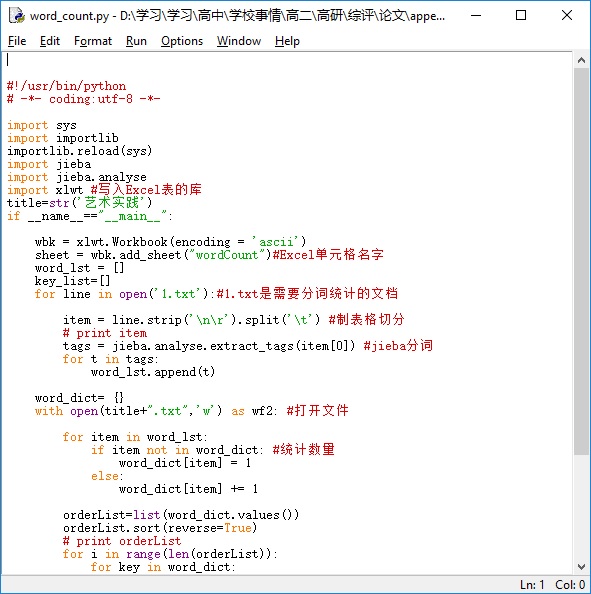 word_count.py - D:\学习\学习\高中\学校事情\高二\高研\综评\论文\appe...
File Edit Format Run Options Window Help
#!/usr/bin/python
# -*- coding:utf-8 -*-
import sys
import importlib
importlib.reload(sys)
import jieba
import jieba.analyse
import xlwt #写入Excel表的库
title=str('艺术实践')
if __name__=="__main__":
    wbk = xlwt.Workbook(encoding = 'ascii')
    sheet = wbk.add_sheet("wordCount")#Excel单元格名字
    word_lst = []
    key_list=[]
    for line in open('1.txt'):#1.txt是需要分词统计的文档
        item = line.strip('\n\r').split('\t') #制表格切分
        # print item
        tags = jieba.analyse.extract_tags(item[0]) #jieba分词
        for t in tags:
            word_lst.append(t)
    word_dict= {}
    with open(title+".txt",'w') as wf2: #打开文件
        for item in word_lst:
            if item not in word_dict: #统计数量
                word_dict[item] = 1
            else:
                word_dict[item] += 1
        orderList=list(word_dict.values())
        orderList.sort(reverse=True)
        # print orderList
        for i in range(len(orderList)):
            for key in word_dict:
Ln: 1 Col: 0